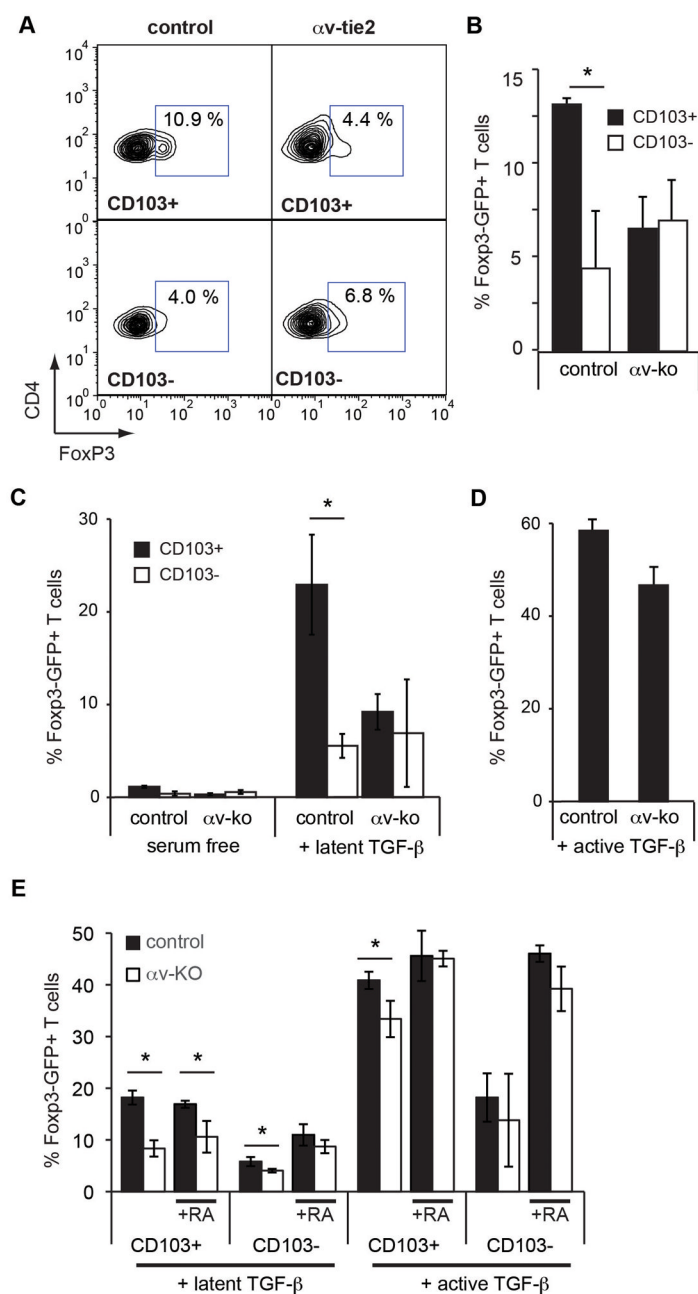 A
control
αv-tie2
10⁴
10³
10²
10¹
10⁰
10.9 %
4.4 %
CD103+
CD103+
10³
10²
10¹
10⁰
4.0 %
6.8 %
CD103-
CD103-
10⁰ 10¹ 10² 10³ 10⁰ 10¹ 10² 10³ 10⁴
CD4
FoxP3
B
% Foxp3-GFP+ T cells
15
10
5
0
*
CD103+
CD103-
control αv-ko
C
% Foxp3-GFP+ T cells
30
20
10
0
CD103+
CD103-
*
control αv-ko control αv-ko
serum free + latent TGF-β
D
% Foxp3-GFP+ T cells
60
40
20
0
control αv-ko
+ active TGF-β
E
% Foxp3-GFP+ T cells
50
40
30
20
10
0
control
αv-KO
* * * *
+RA +RA +RA +RA
CD103+ CD103- CD103+ CD103-
+ latent TGF-β + active TGF-β